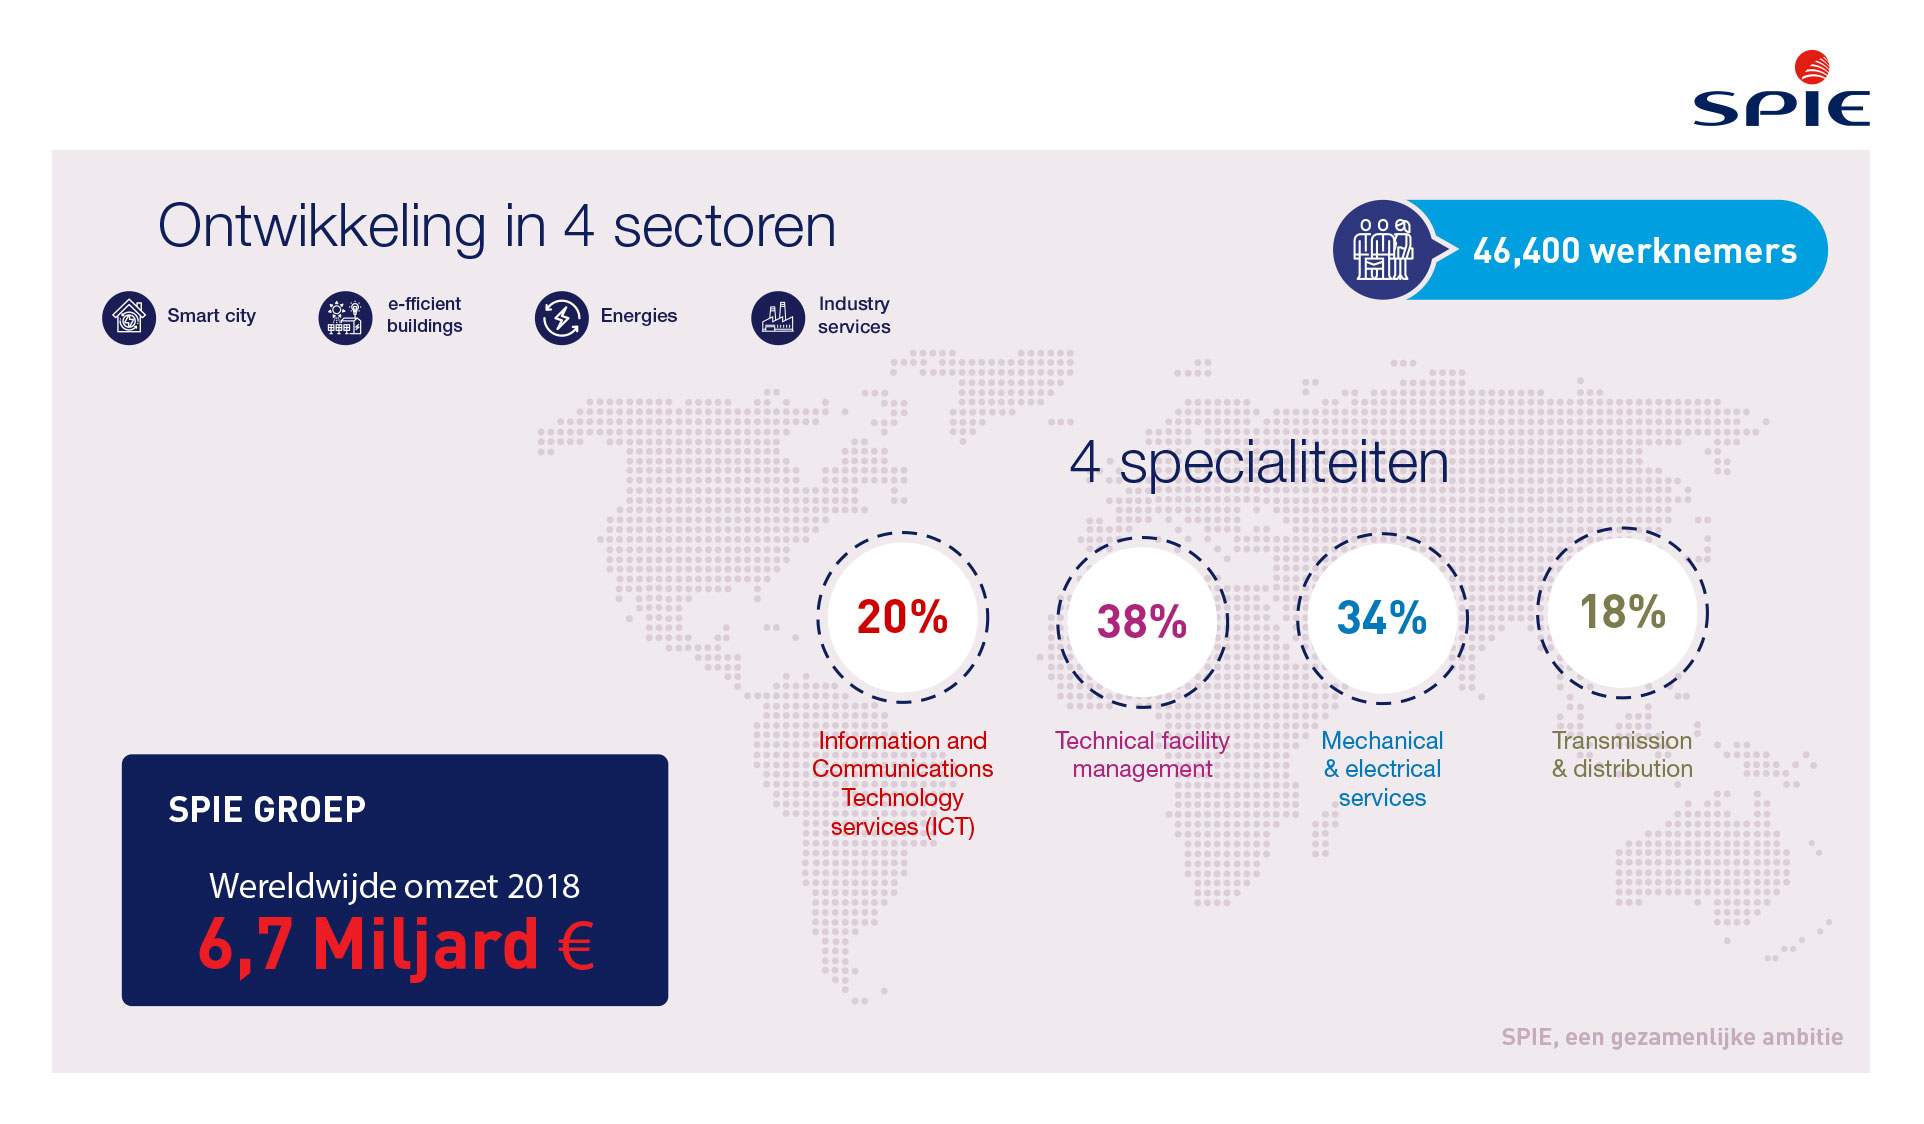 SPIE
Ontwikkeling in 4 sectoren
46,400 werknemers
Smart city
e-fficient
buildings
Energies
Industry
services
4 specialiteiten
20%
38%
34%
18%
Information and
Communications
Technology
services (ICT)
Technical facility
management
Mechanical
& electrical
services
Transmission
& distribution
SPIE GROEP
Wereldwijde omzet 2018
6,7 Miljard €
SPIE, een gezamenlijke ambitie